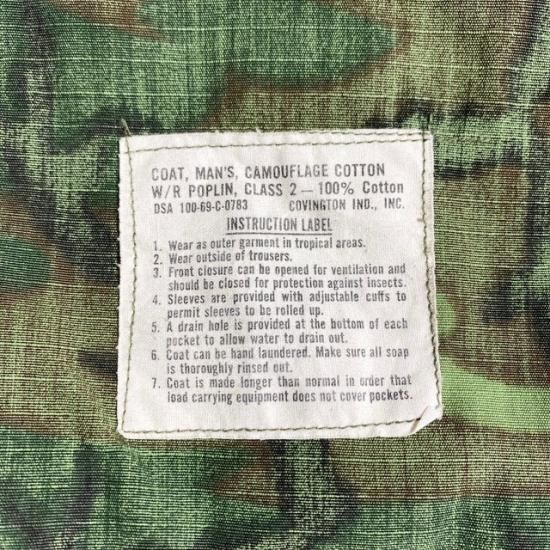 COAT, MAN'S, CAMOUFLAGE COTTON
W/R POPLIN, CLASS 2 — 100% Cotton
DSA 100-69-C-0783 COVINGTON IND., INC.
INSTRUCTION LABEL
1. Wear as outer garment in tropical areas.
2. Wear outside of trousers.
3. Front closure can be opened for ventilation and
should be closed for protection against insects.
4. Sleeves are provided with adjustable cuffs to
permit sleeves to be rolled up.
5. A drain hole is provided at the bottom of each
pocket to allow water to drain out.
6. Coat can be hand laundered. Make sure all soap
is thoroughly rinsed out.
7. Coat is made longer than normal in order that
load carrying equipment does not cover pockets.